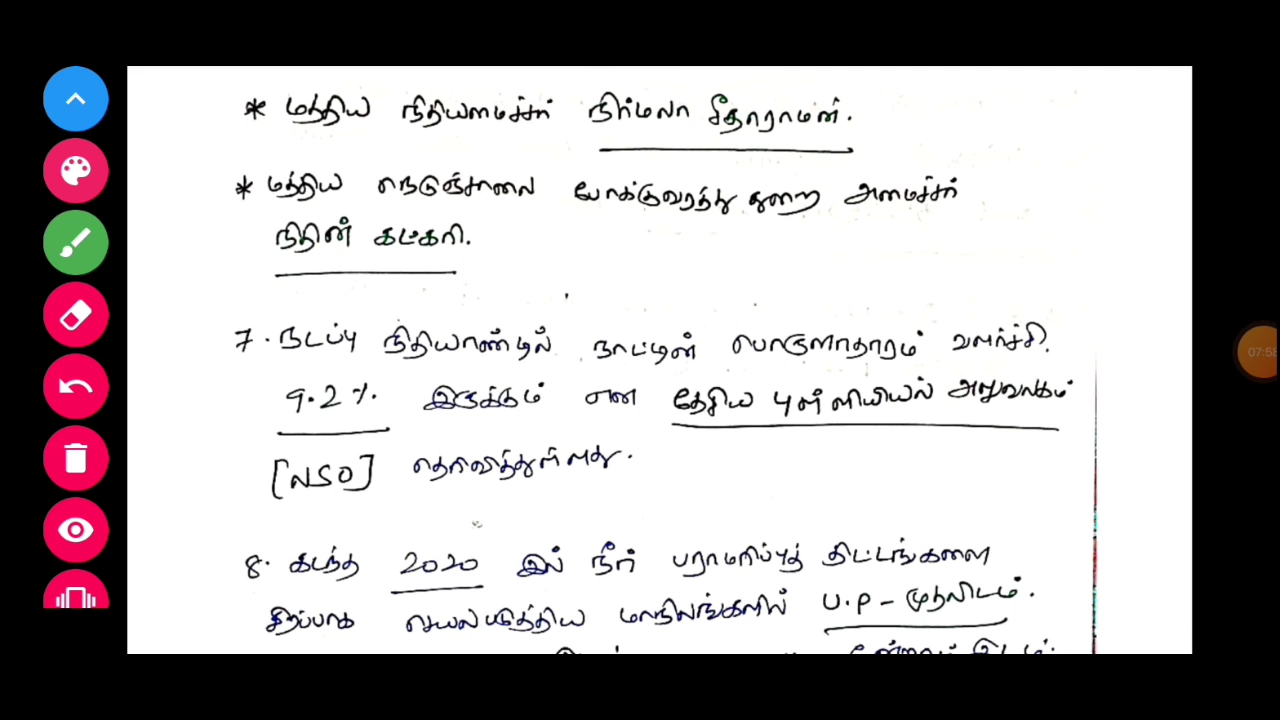 * மத்திய நிதியமைச்சர் நிர்மலா சீதாராமன்.
* மத்திய நெடுஞ்சாலை போக்குவரத்து துறை அமைச்சர்
நிதின் கட்கரி.
7. நடப்பு நிதியாண்டில் நாட்டின் பொருளாதாரம் வளர்ச்சி.
9.2%. இருக்கும் என தேசிய புள்ளியியல் அலுவலகம்
[NSO] தெரிவித்துள்ளது.
8. கடந்த 2020 இல் நீர் பராமரிப்புத் திட்டங்களை
சிறப்பாக செயல்படுத்திய மாநிலங்களில் U.P - முதலிடம்.
07:58